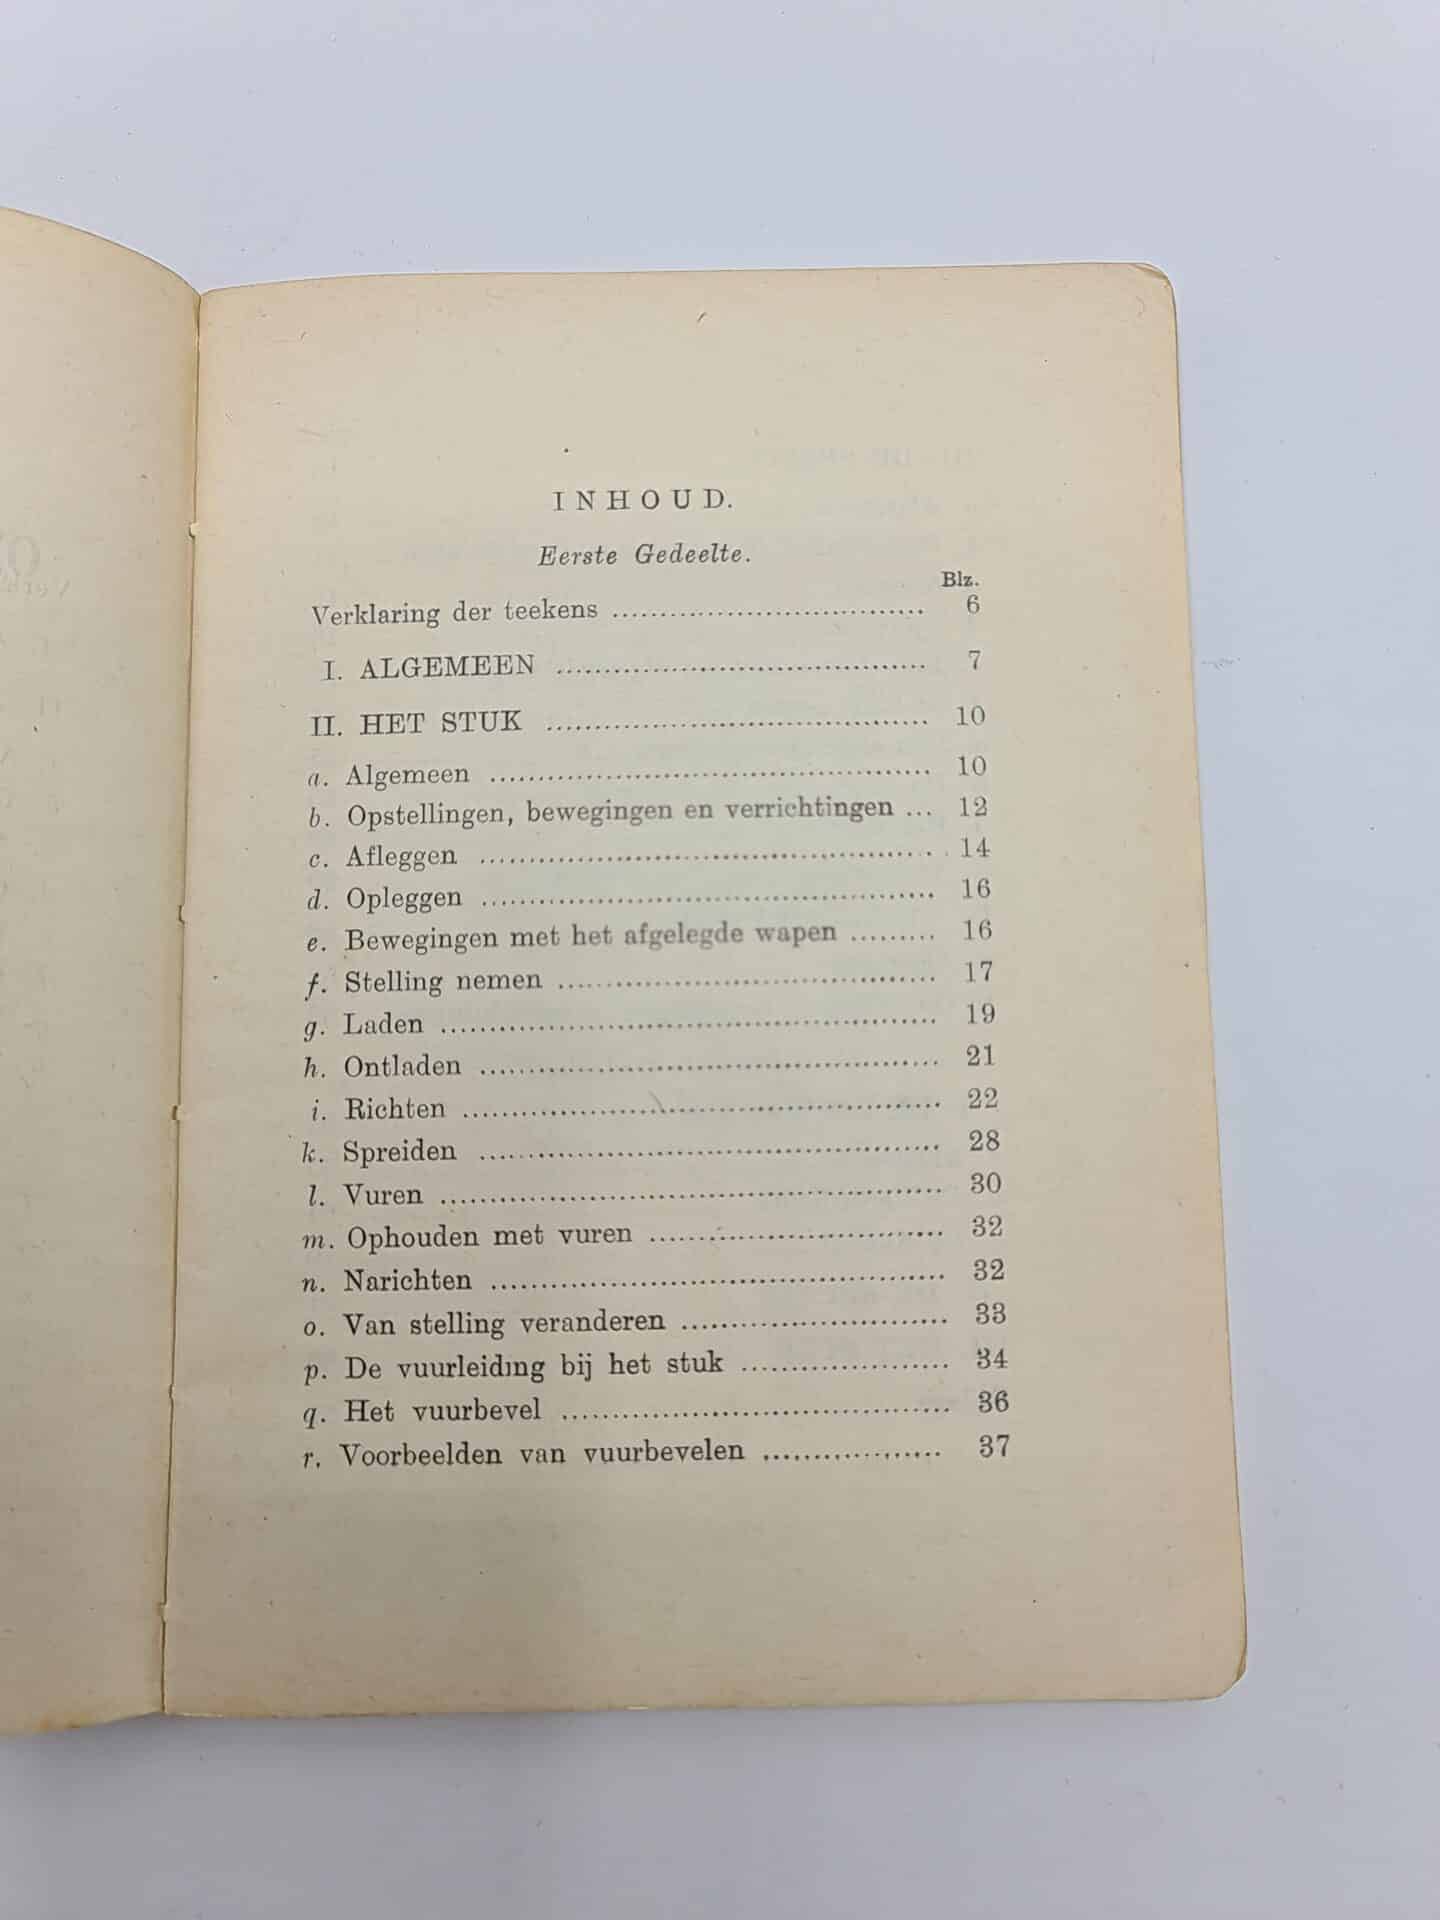 INHOUD.
Eerste Gedeelte.
Blz.
Verklaring der teekens ................................ 6
I. ALGEMEEN ...................................... 7
II. HET STUK ....................................... 10
a. Algemeen ............................................. 10
b. Opstellingen, bewegingen en verrichtingen ... 12
c. Afleggen .............................................. 14
d. Opleggen .............................................. 16
e. Bewegingen met het afgelegde wapen ......... 16
f. Stelling nemen ....................................... 17
g. Laden .................................................. 19
h. Ontladen .............................................. 21
i. Richten ................................................ 22
k. Spreiden .............................................. 28
l. Vuren .................................................. 30
m. Ophouden met vuren .............................. 32
n. Narichten ............................................. 32
o. Van stelling veranderen ........................... 33
p. De vuurleiding bij het stuk ..................... 34
q. Het vuurbevel ....................................... 36
r. Voorbeelden van vuurbevelen .................. 37